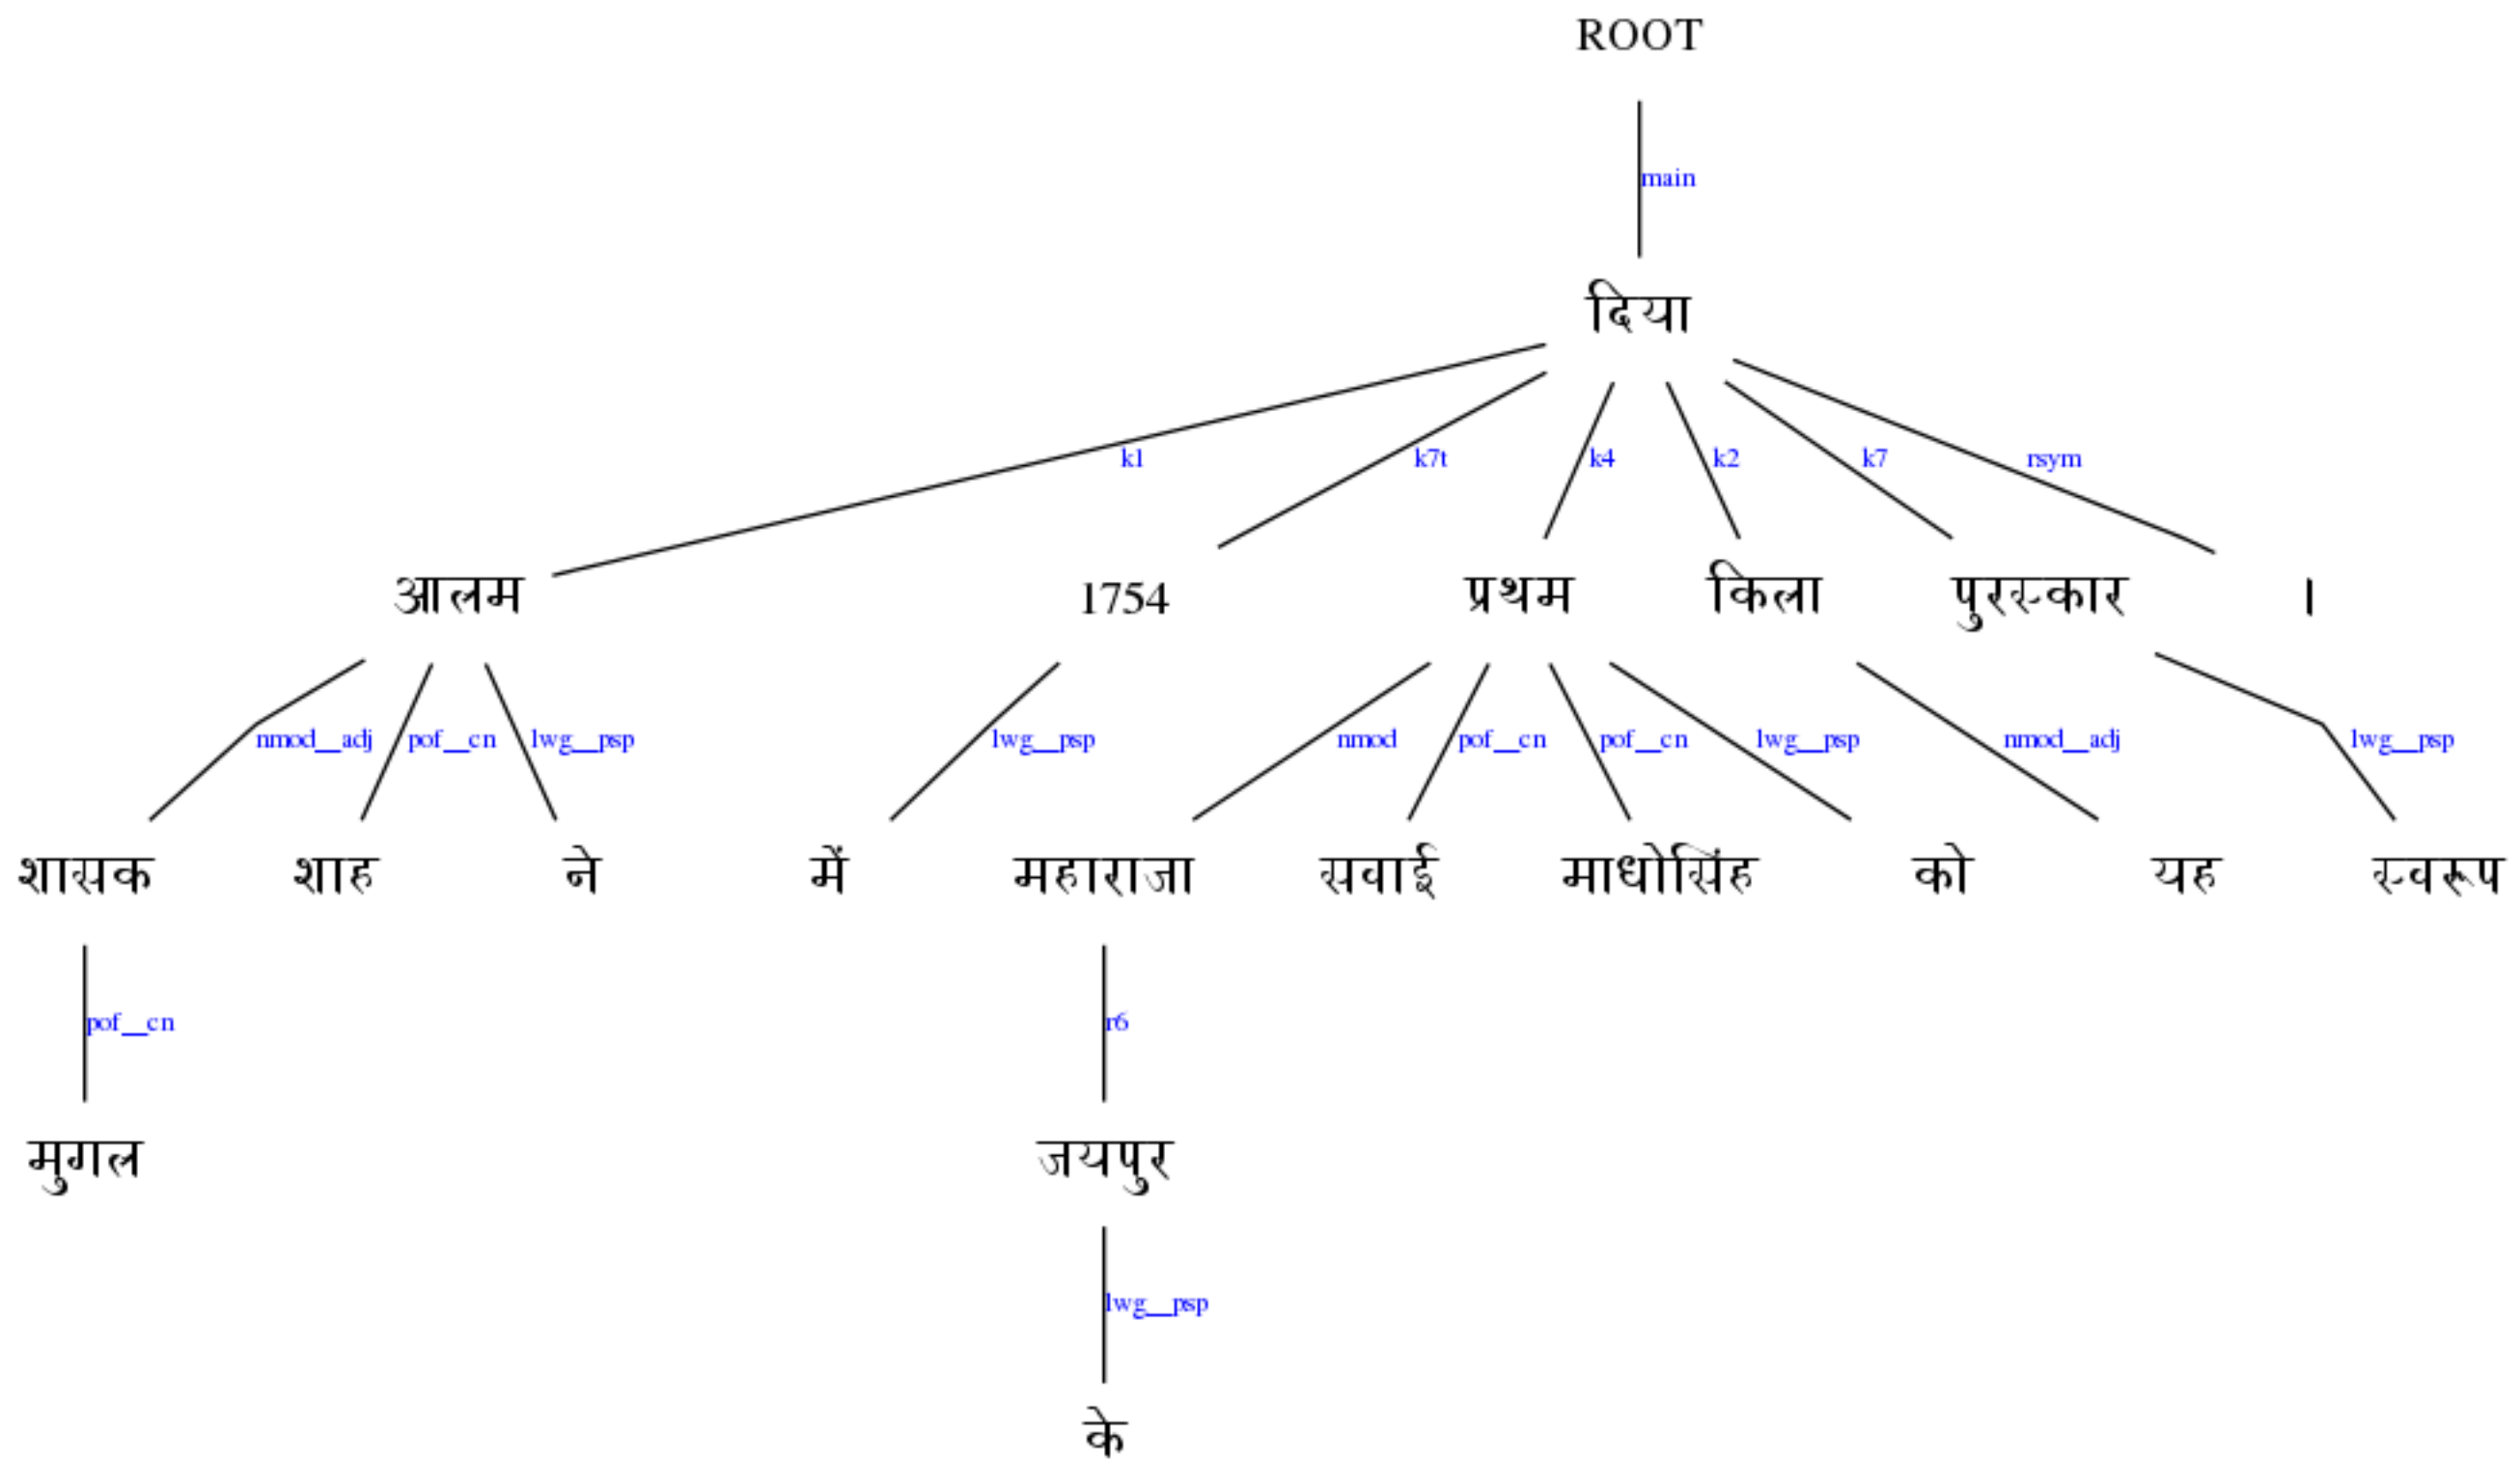 ROOT
main
दिया
k1 k7t k4 k2 k7 rsym
आलम 1754 प्रथम किला पुरस्कार ।
nmod__adj pof__cn lwg__psp lwg__psp nmod pof__cn pof__cn lwg__psp nmod__adj lwg__psp
शासक शाह ने में महाराजा सवाई माधोसिंह को यह स्वरूप
pof__cn r6
मुगल जयपुर
lwg__psp
के